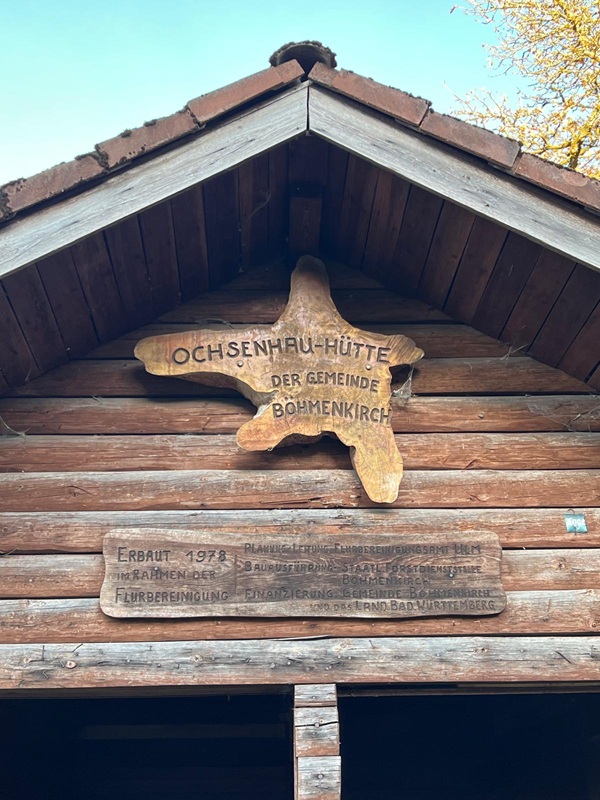 OCHSENHAU-HÜTTE
DER GEMEINDE
BÖHMENKIRCH
ERBAUT 1978
IM RAHMEN DER
FLURBEREINIGUNG
PLANUNG-LEITUNG: FLURBEREINIGUNGSAMT ULM
BAUAUSFÜHRUNG: STAATL. FORSTDIENSTSTELLE
BÖHMENKIRCH
FINANZIERUNG: GEMEINDE BÖHMENKIRCH
UND DAS LAND BAD. WÜRTTEMBERG